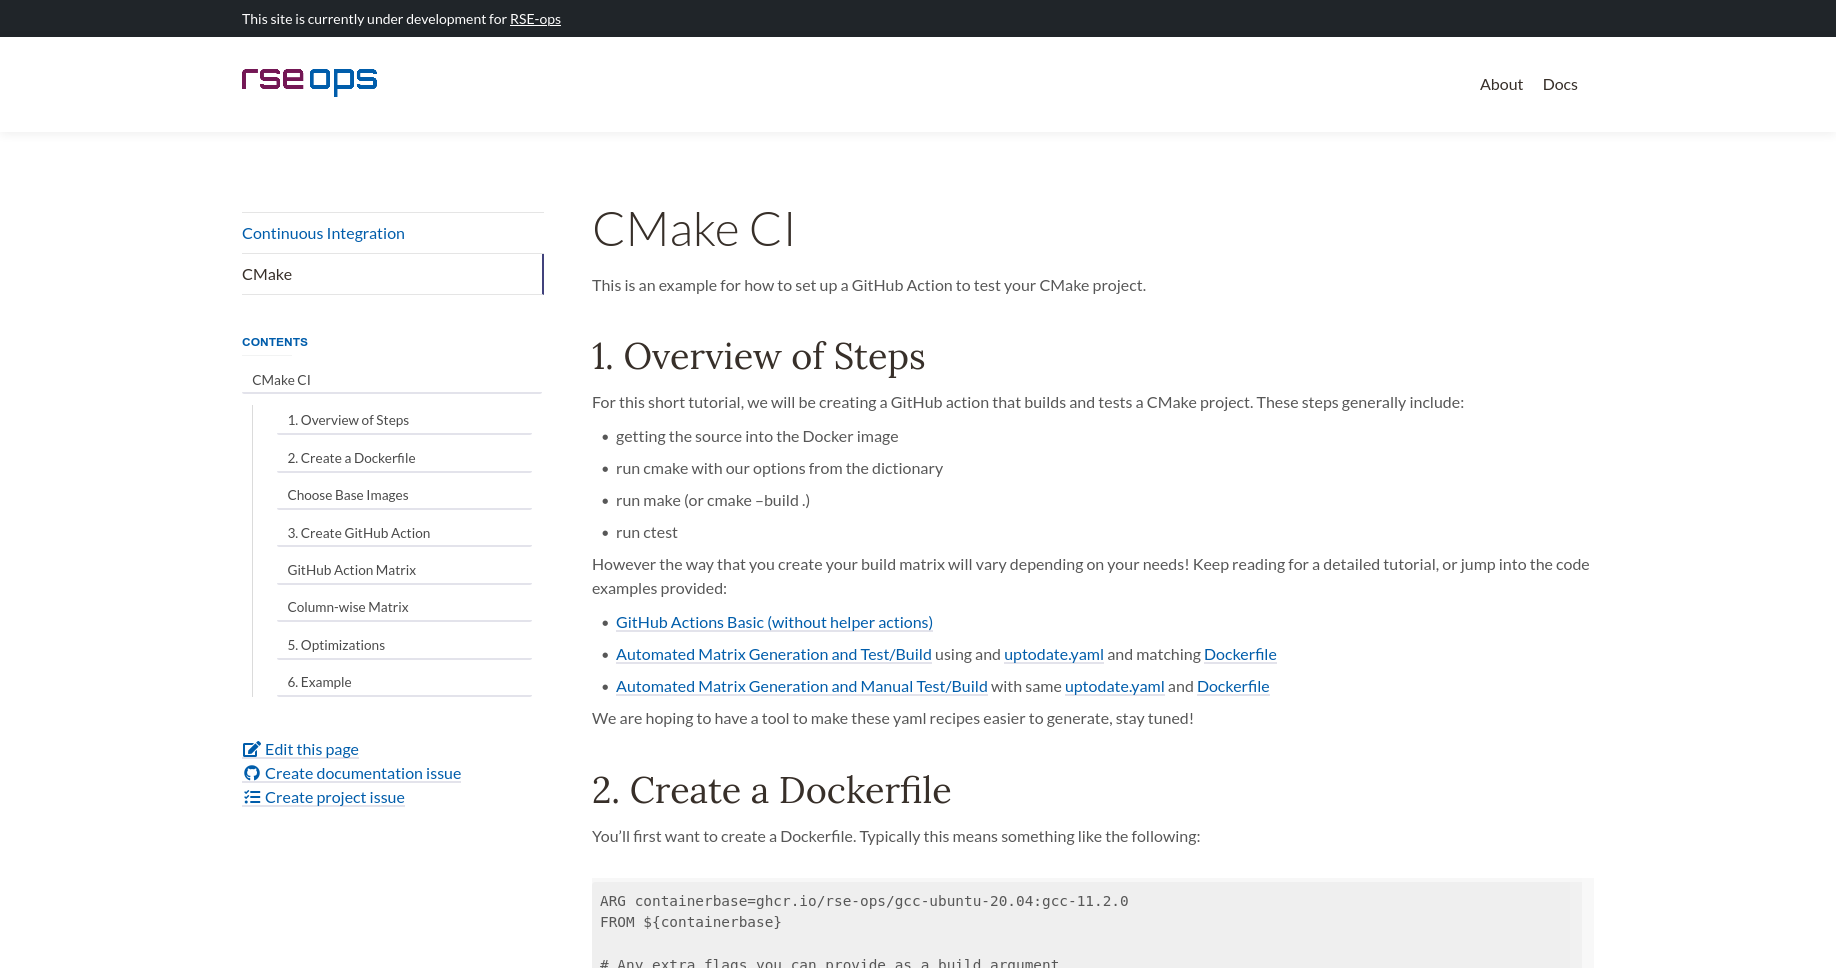 This site is currently under development for RSE-ops
rse ops
About Docs
Continuous Integration
CMake
CONTENTS
CMake CI
1. Overview of Steps
2. Create a Dockerfile
Choose Base Images
3. Create GitHub Action
GitHub Action Matrix
Column-wise Matrix
5. Optimizations
6. Example
Edit this page
Create documentation issue
Create project issue
CMake CI
This is an example for how to set up a GitHub Action to test your CMake project.
1. Overview of Steps
For this short tutorial, we will be creating a GitHub action that builds and tests a CMake project. These steps generally include:
• getting the source into the Docker image
• run cmake with our options from the dictionary
• run make (or cmake –build .)
• run ctest
However the way that you create your build matrix will vary depending on your needs! Keep reading for a detailed tutorial, or jump into the code
examples provided:
• GitHub Actions Basic (without helper actions)
• Automated Matrix Generation and Test/Build using and uptodate.yaml and matching Dockerfile
• Automated Matrix Generation and Manual Test/Build with same uptodate.yaml and Dockerfile
We are hoping to have a tool to make these yaml recipes easier to generate, stay tuned!
2. Create a Dockerfile
You’ll first want to create a Dockerfile. Typically this means something like the following:
ARG containerbase=ghcr.io/rse-ops/gcc-ubuntu-20.04:gcc-11.2.0
FROM ${containerbase}
# Any extra flags you can provide as a build argument